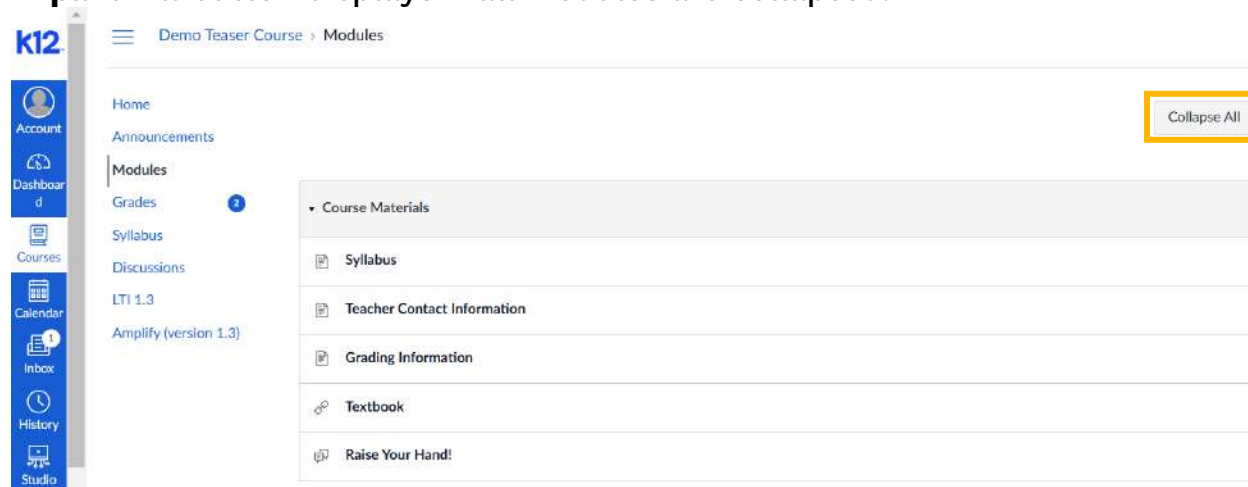 k12
Demo Teaser Course › Modules
Collapse All
Account
Dashboar
d
Courses
Calendar
1
Inbox
History
Studio
Home
Announcements
Modules
Grades 2
Syllabus
Discussions
LTI 1.3
Amplify (version 1.3)
Course Materials
Syllabus
Teacher Contact Information
Grading Information
Textbook
Raise Your Hand!